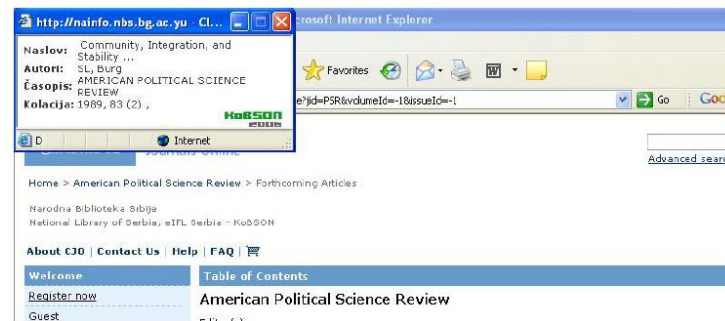 http://nainfo.nbs.bg.ac.yu - Cl...
crosoft Internet Explorer
Naslov: Community, Integration, and Stability ...
Autori: SL, Burg
Časopis: AMERICAN POLITICAL SCIENCE REVIEW
Kolacija: 1989, 83 (2) ,
KoBSON
2006
D Internet
Favorites
e?jid=PSR&volumeId=-1&issueId=-1
Go
Goo
Journals Online
Advanced sear
Home > American Political Science Review > Forthcoming Articles
Narodna Biblioteka Srbije
National Library of Serbia, eIFL Serbia - KoBSON
About CJO | Contact Us | Help | FAQ |
Welcome
Table of Contents
Register now
American Political Science Review
Guest